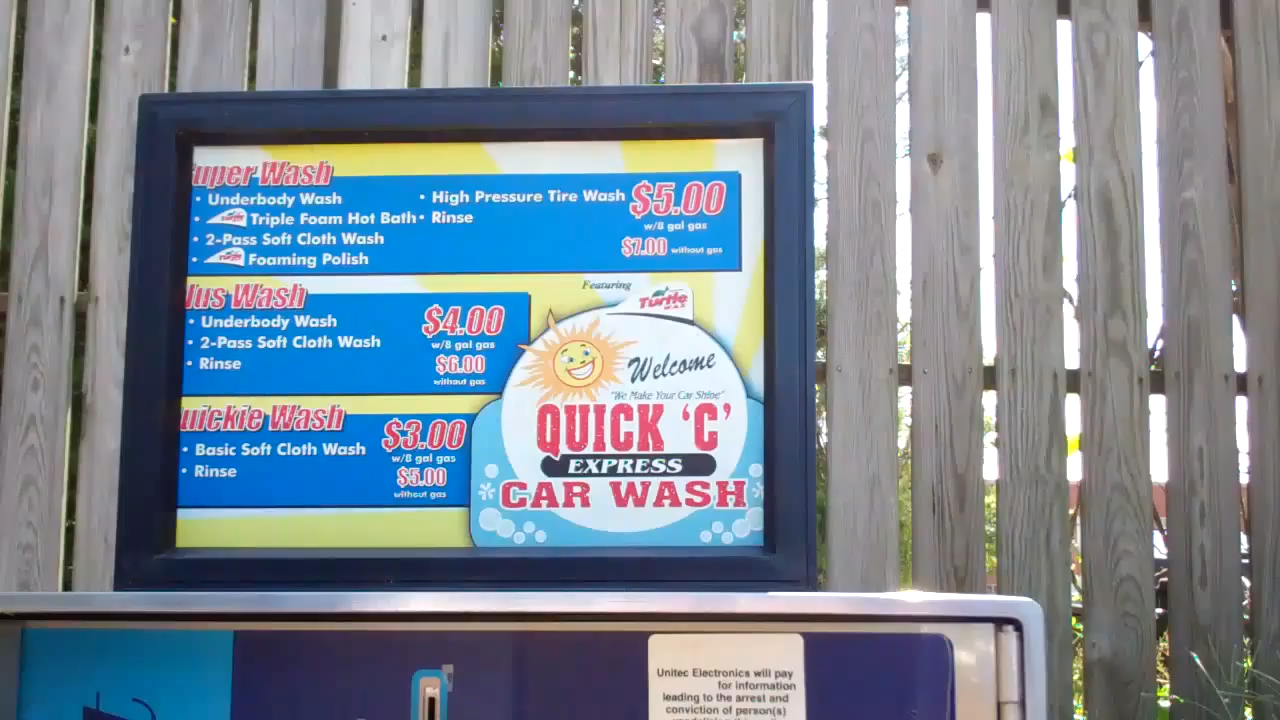 uper Wash
• Underbody Wash
• Turtle Triple Foam Hot Bath
• 2-Pass Soft Cloth Wash
• Turtle Foaming Polish
• High Pressure Tire Wash
• Rinse
$5.00
w/8 gal gas
$7.00 without gas
lus Wash
• Underbody Wash
• 2-Pass Soft Cloth Wash
• Rinse
$4.00
w/8 gal gas
$6.00
without gas
uickie Wash
• Basic Soft Cloth Wash
• Rinse
$3.00
w/8 gal gas
$5.00
without gas
Featuring
Turtle
WAX
Welcome
"We Make Your Car Shine"
QUICK 'C'
EXPRESS
CAR WASH
Unitec Electronics will pay
for information
leading to the arrest and
conviction of person(s)